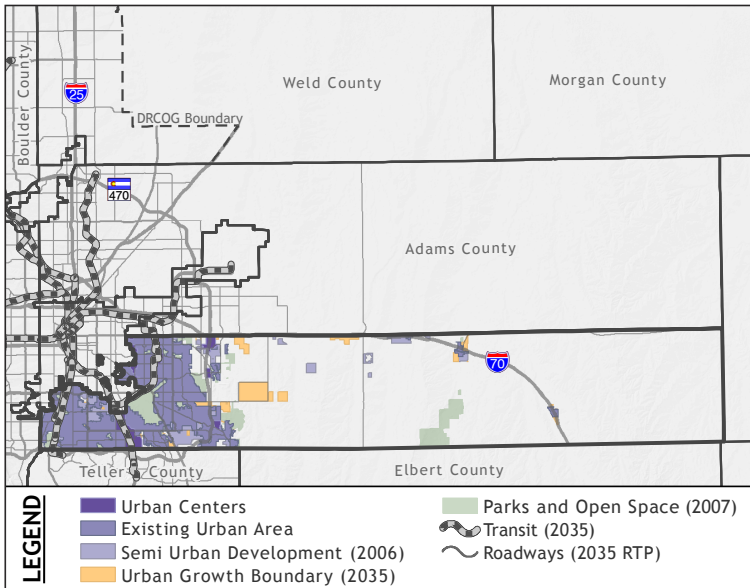 Boulder County
Weld County
Morgan County
25
DRCOG Boundary
470
Adams County
70
Teller County
Elbert County
LEGEND
Urban Centers
Existing Urban Area
Semi Urban Development (2006)
Urban Growth Boundary (2035)
Parks and Open Space (2007)
Transit (2035)
Roadways (2035 RTP)